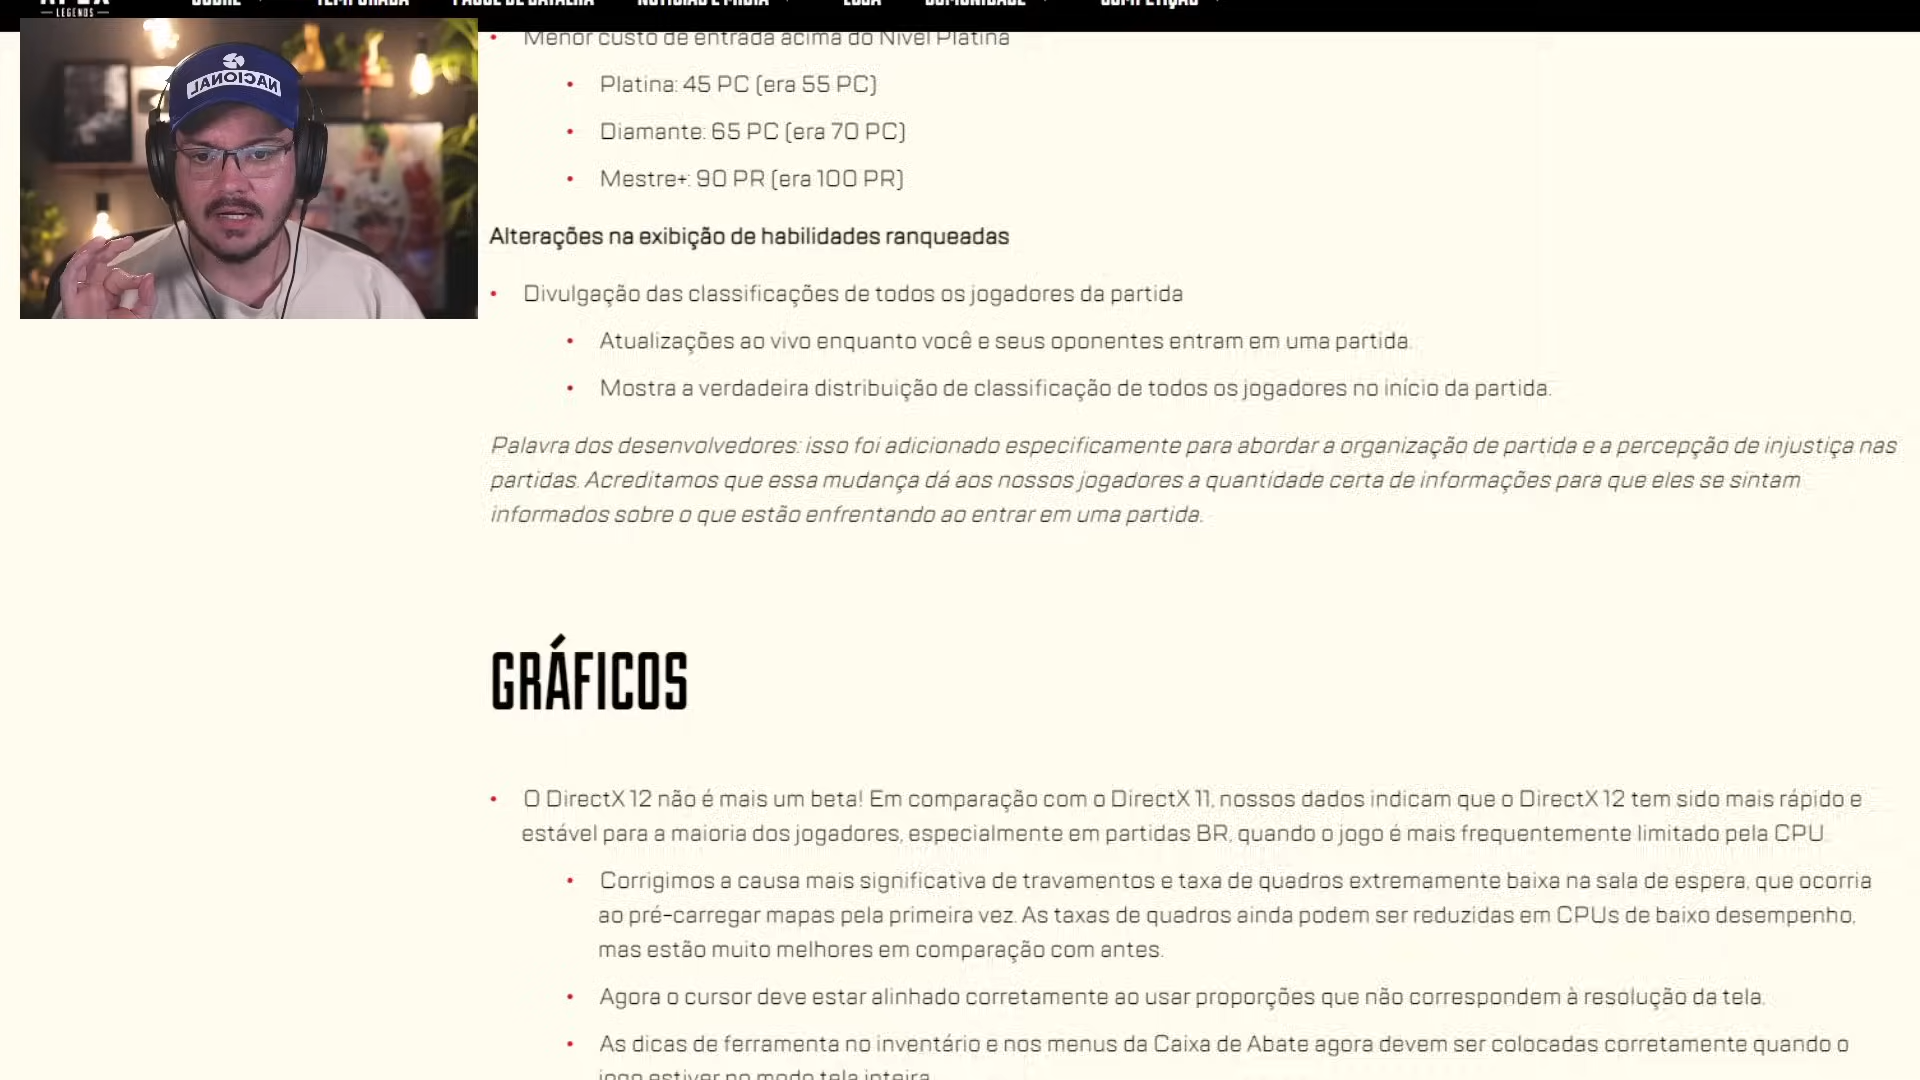 APEX
LEGENDS
SOBRE TEMPORADA PASSE DE BATALHA NOTÍCIAS E MÍDIA LOJA COMUNIDADE COMPETIÇÃO
NACIONAL
• Menor custo de entrada acima do Nível Platina
• Platina: 45 PC (era 55 PC)
• Diamante: 65 PC (era 70 PC)
• Mestre+: 90 PR (era 100 PR)
Alterações na exibição de habilidades ranqueadas
• Divulgação das classificações de todos os jogadores da partida
• Atualizações ao vivo enquanto você e seus oponentes entram em uma partida.
• Mostra a verdadeira distribuição de classificação de todos os jogadores no início da partida.
Palavra dos desenvolvedores: isso foi adicionado especificamente para abordar a organização de partida e a percepção de injustiça nas
partidas. Acreditamos que essa mudança dá aos nossos jogadores a quantidade certa de informações para que eles se sintam
informados sobre o que estão enfrentando ao entrar em uma partida.
GRÁFICOS
• O DirectX 12 não é mais um beta! Em comparação com o DirectX 11, nossos dados indicam que o DirectX 12 tem sido mais rápido e
estável para a maioria dos jogadores, especialmente em partidas BR, quando o jogo é mais frequentemente limitado pela CPU.
• Corrigimos a causa mais significativa de travamentos e taxa de quadros extremamente baixa na sala de espera, que ocorria
ao pré-carregar mapas pela primeira vez. As taxas de quadros ainda podem ser reduzidas em CPUs de baixo desempenho,
mas estão muito melhores em comparação com antes.
• Agora o cursor deve estar alinhado corretamente ao usar proporções que não correspondem à resolução da tela.
• As dicas de ferramenta no inventário e nos menus da Caixa de Abate agora devem ser colocadas corretamente quando o
jogo estiver no modo tela inteira.